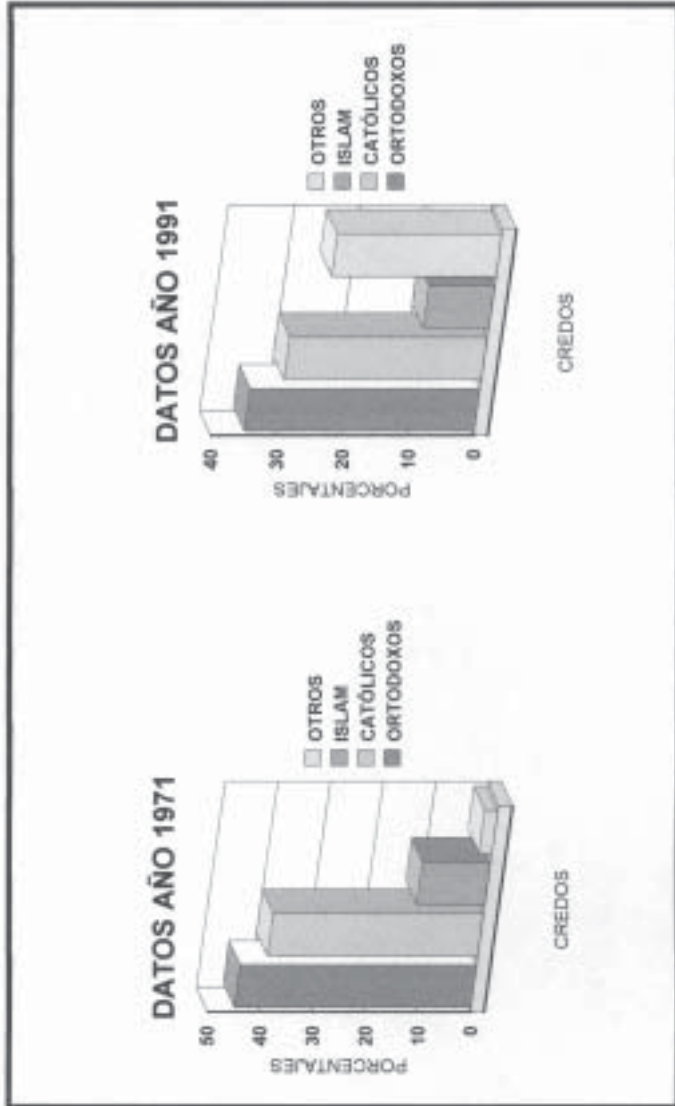 DATOS AÑO 1971
50
40
30
20
10
0
PORCENTAJES
CREDOS
OTROS
ISLAM
CATÓLICOS
ORTODOXOS
DATOS AÑO 1991
40
30
20
10
0
PORCENTAJES
CREDOS
OTROS
ISLAM
CATÓLICOS
ORTODOXOS